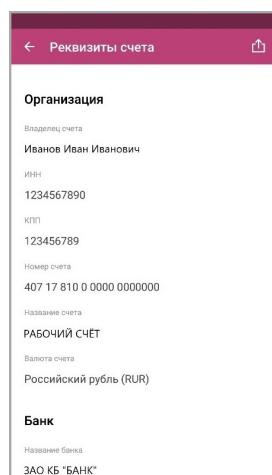 Реквизиты счета
Организация
Владелец счета
Иванов Иван Иванович
ИНН
1234567890
КПП
123456789
Номер счета
407 17 810 0 0000 0000000
Название счета
РАБОЧИЙ СЧЁТ
Валюта счета
Российский рубль (RUR)
Банк
Название банка
ЗАО КБ "БАНК"